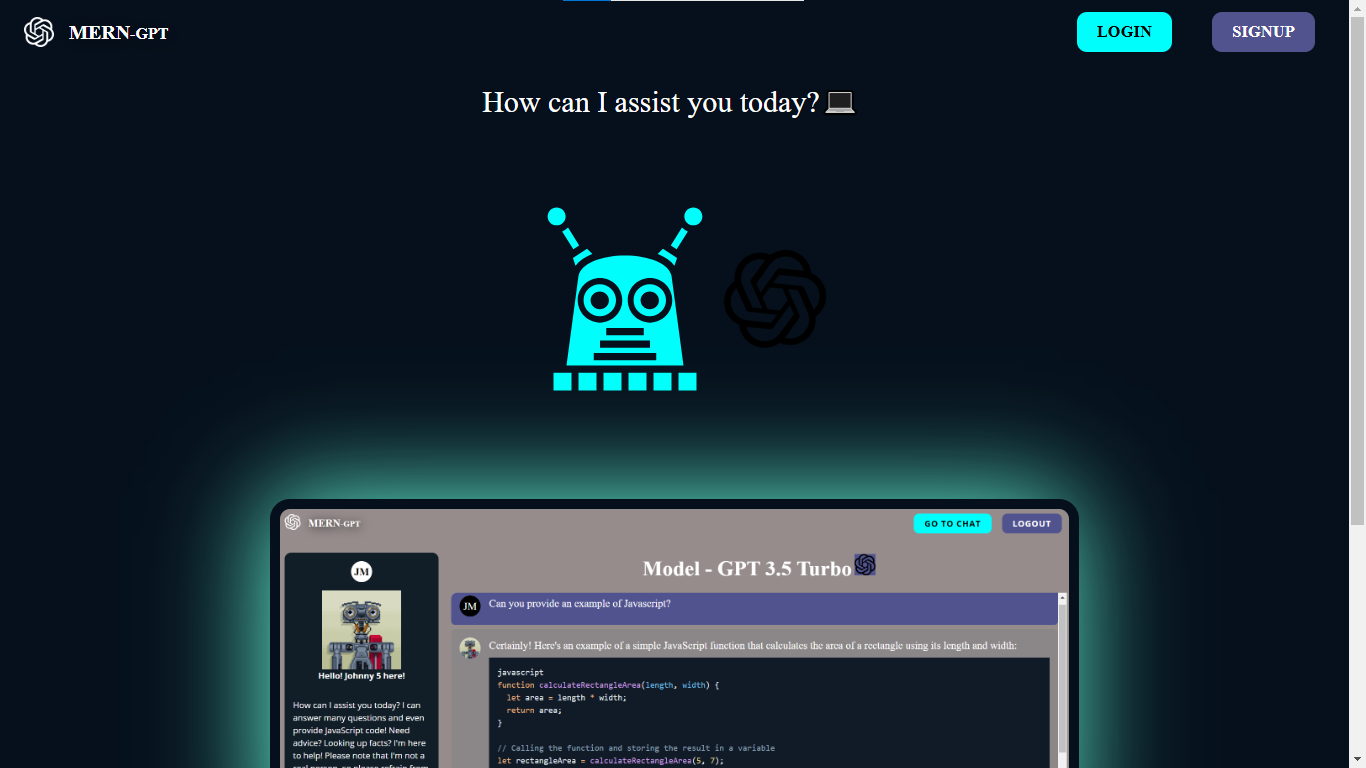 MERN-GPT
LOGIN
SIGNUP
How can I assist you today? 💻
MERN-GPT
GO TO CHAT
LOGOUT
JM
Hello! Johnny 5 here!
How can I assist you today? I can
answer many questions and even
provide JavaScript code! Need
advice? Looking up facts? I'm here
to help! Please note that I'm not a
Model - GPT 3.5 Turbo
JM
Can you provide an example of Javascript?
Certainly! Here's an example of a simple JavaScript function that calculates the area of a rectangle using its length and width:
javascript
function calculateRectangleArea(length, width) {
let area = length * width;
return area;
}
// Calling the function and storing the result in a variable
let rectangleArea = calculateRectangleArea(5, 7);